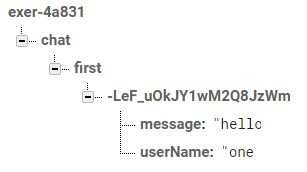 exer-4a831
chat
first
-LeF_uOkJY1wM2Q8JzWm
message: "hello
userName: "one